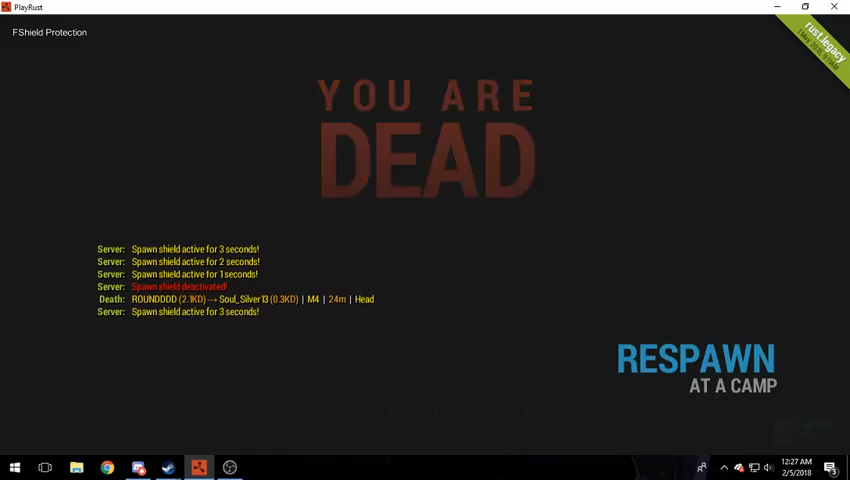 PlayRust
FShield Protection
rust.legacy
YOU ARE
DEAD
Server: Spawn shield active for 3 seconds!
Server: Spawn shield active for 2 seconds!
Server: Spawn shield active for 1 seconds!
Server: Spawn shield deactivated!
Death: ROUNDDDD (2.1KD) → Soul_Silver13 (0.3KD) | M4 | 24m | Head
Server: Spawn shield active for 3 seconds!
RESPAWN
AT A CAMP
12:27 AM
2/5/2018
3